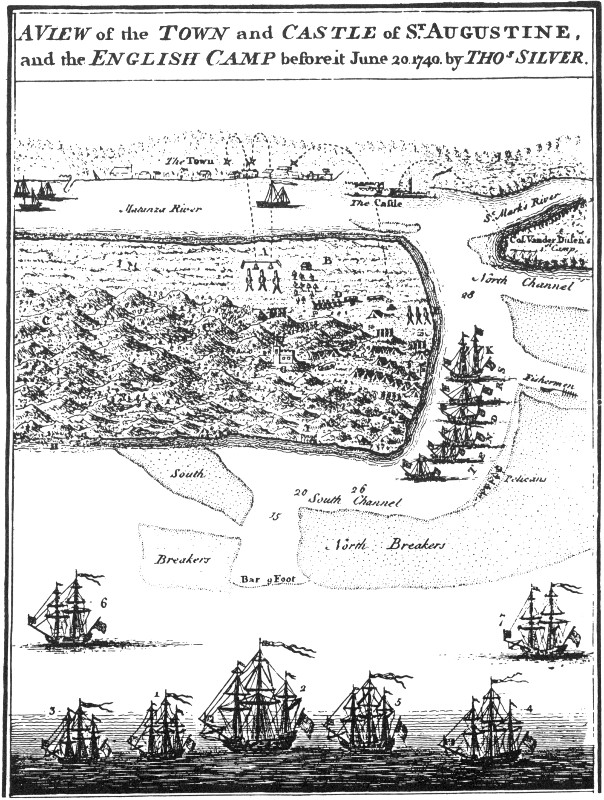 A VIEW of the TOWN and CASTLE of St. AUGUSTINE,
and the ENGLISH CAMP before it June 20. 1740. by THOs SILVER.
The Town
The Castle
Matanza River
St. Mark's River
Col. Vander Dusen's
Camp
North Channel
28
A
B
D
C
C
K
Fishermen
TENDERS
Pelicans
South
20
26
South Channel
15
North Breakers
Breakers
Bar 9 Foot
6
7
3
1
2
5
4